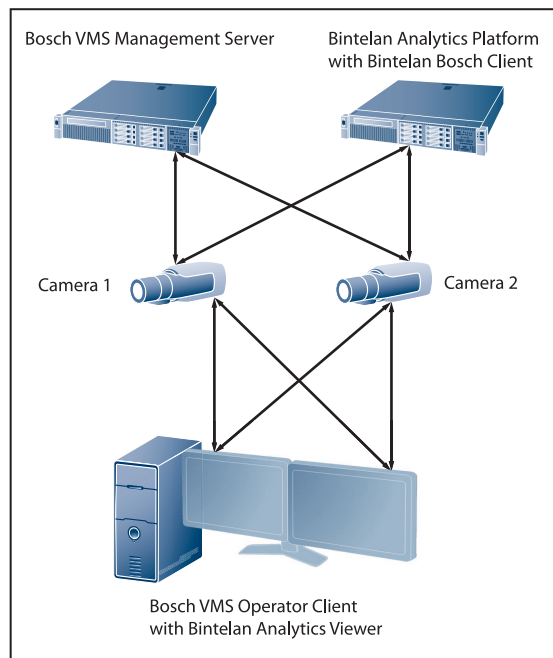 Bosch VMS Management Server
Bintelan Analytics Platform
with Bintelan Bosch Client
Camera 1
Camera 2
Bosch VMS Operator Client
with Bintelan Analytics Viewer